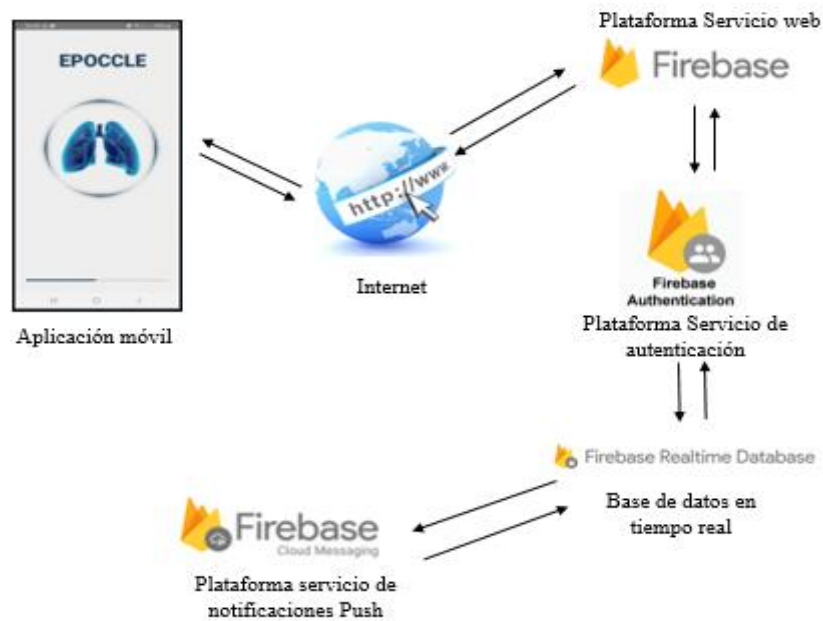 Plataforma Servicio web
Firebase
EPOCCLE
http://www.
Internet
Aplicación móvil
Firebase
Authentication
Plataforma Servicio de
autenticación
Firebase Realtime Database
Base de datos en
tiempo real
Firebase
Cloud Messaging
Plataforma servicio de
notificaciones Push